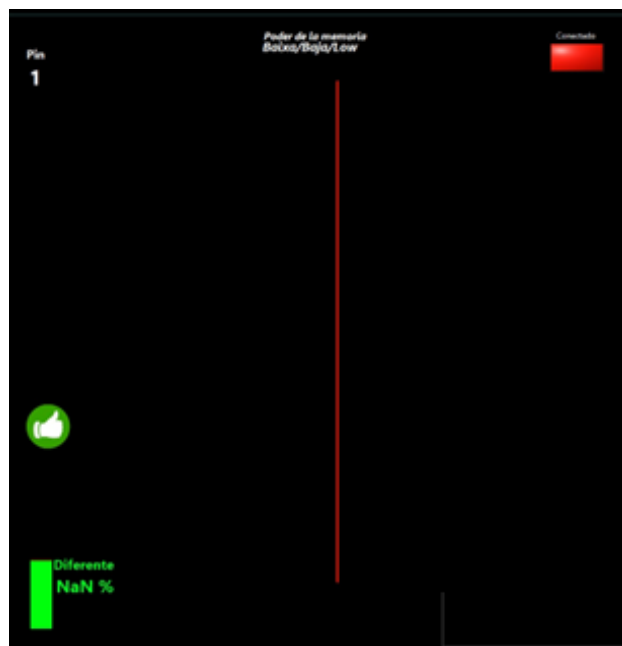 Poder de la memoria
Conectado
Baixa/Baja/Low
Pin
1
Diferente
NaN %